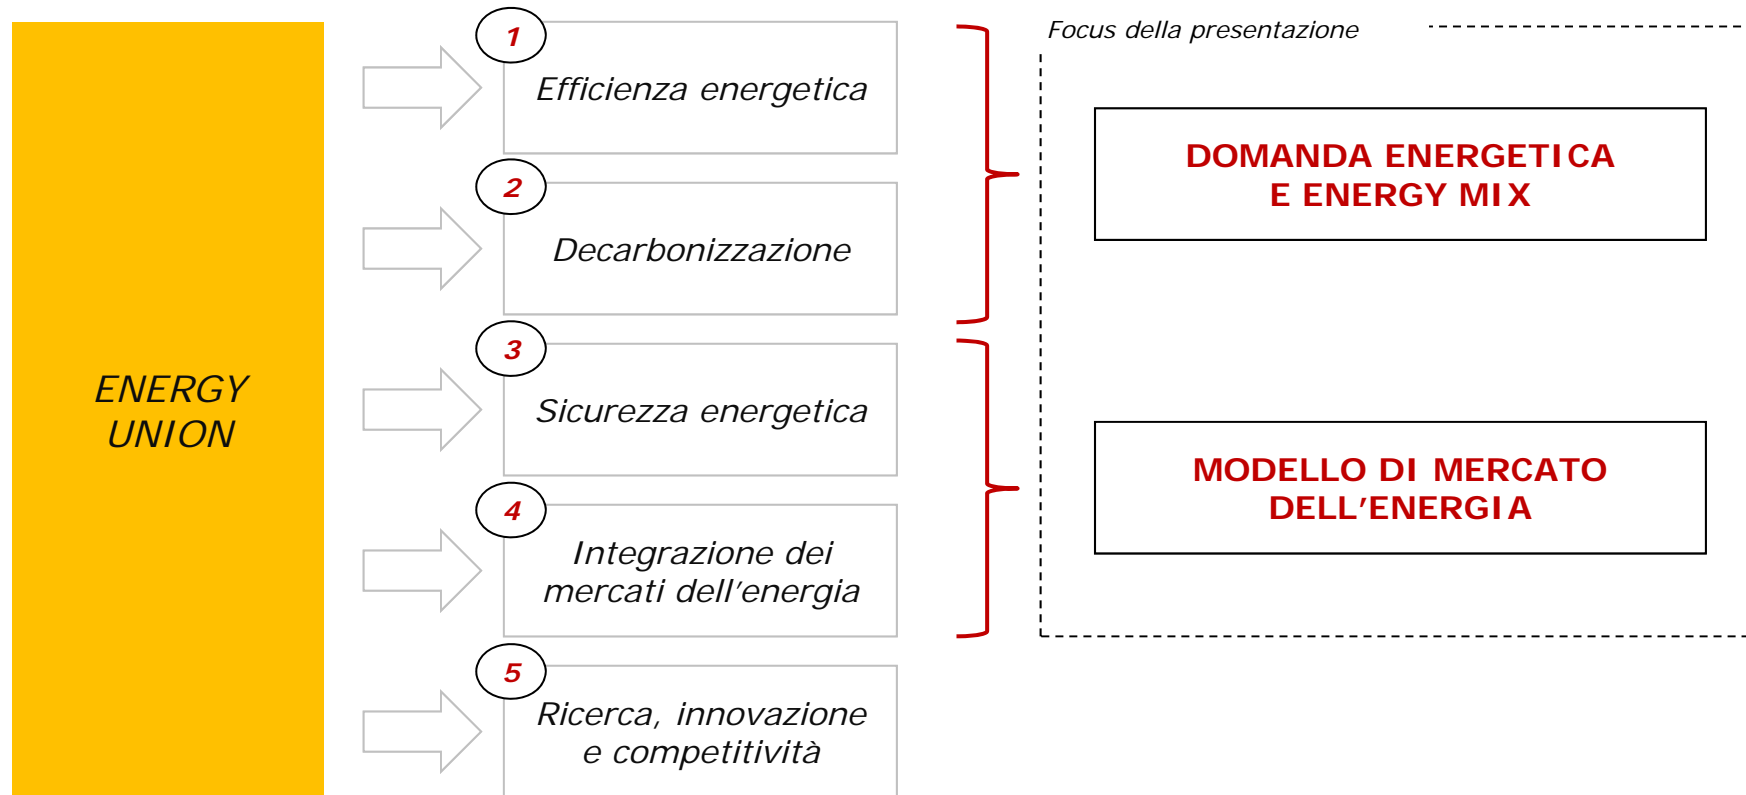 ENERGY
UNION
1
Efficienza energetica
2
Decarbonizzazione
3
Sicurezza energetica
4
Integrazione dei
mercati dell'energia
5
Ricerca, innovazione
e competitività
Focus della presentazione
DOMANDA ENERGETICA
E ENERGY MIX
MODELLO DI MERCATO
DELL’ENERGIA